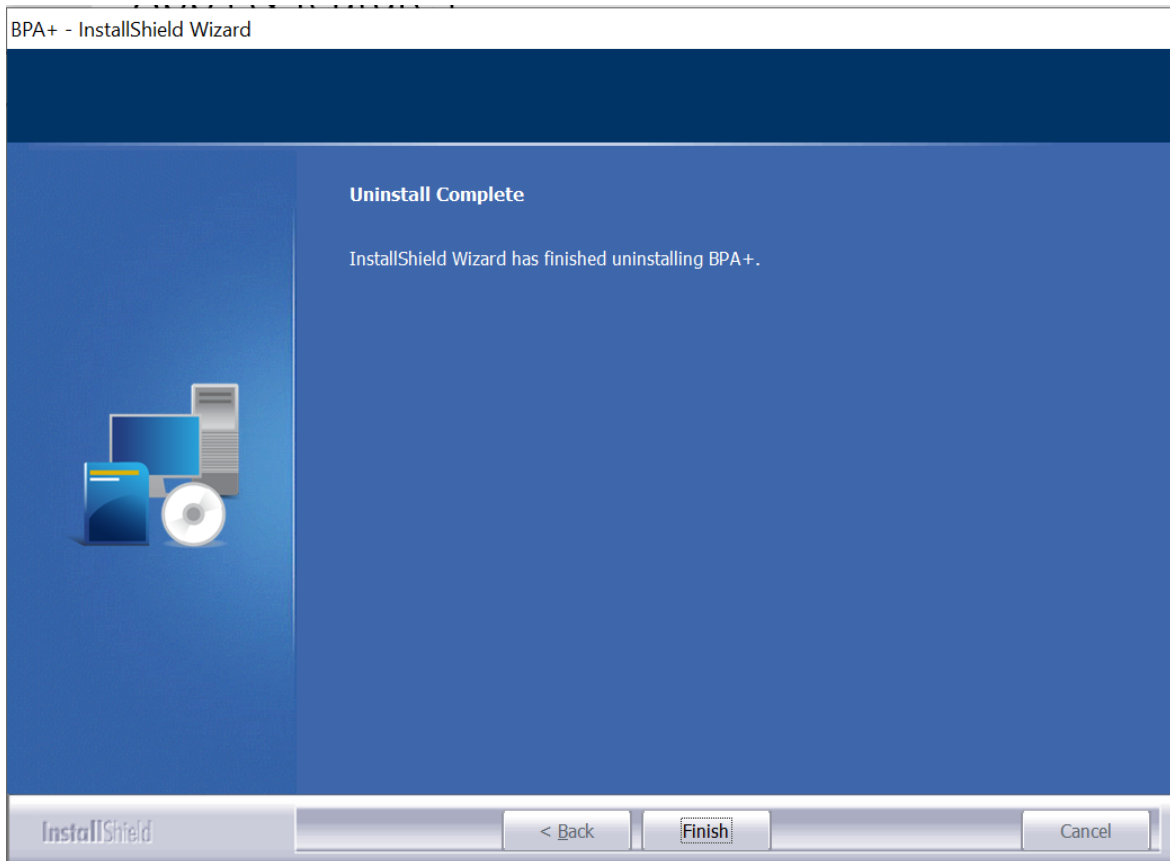 BPA+ - InstallShield Wizard
Uninstall Complete
InstallShield Wizard has finished uninstalling BPA+.
InstallShield
< Back
Finish
Cancel